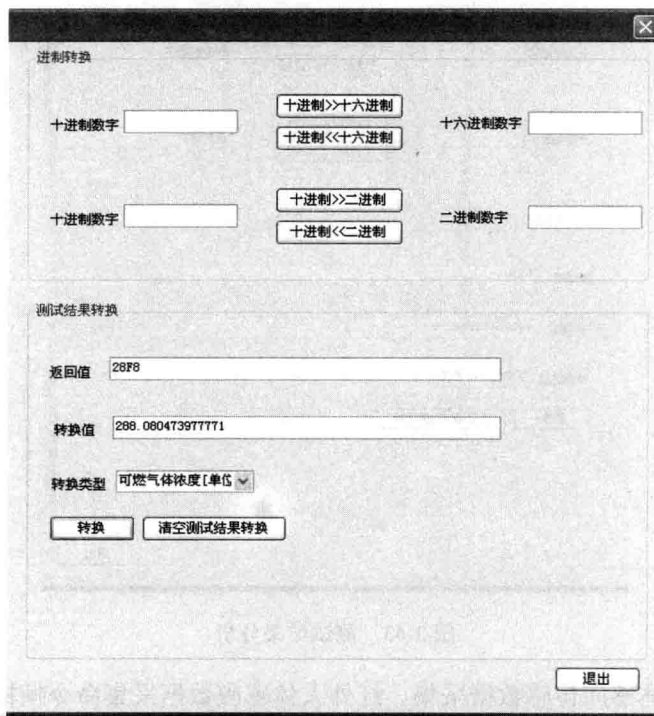 进制转换
十进制数字
十进制>>十六进制
十进制<<十六进制
十六进制数字
十进制数字
十进制>>二进制
十进制<<二进制
二进制数字
测试结果转换
返回值
28F8
转换值
288.080473977771
转换类型
可燃气体浓度[单位
转换
清空测试结果转换
退出